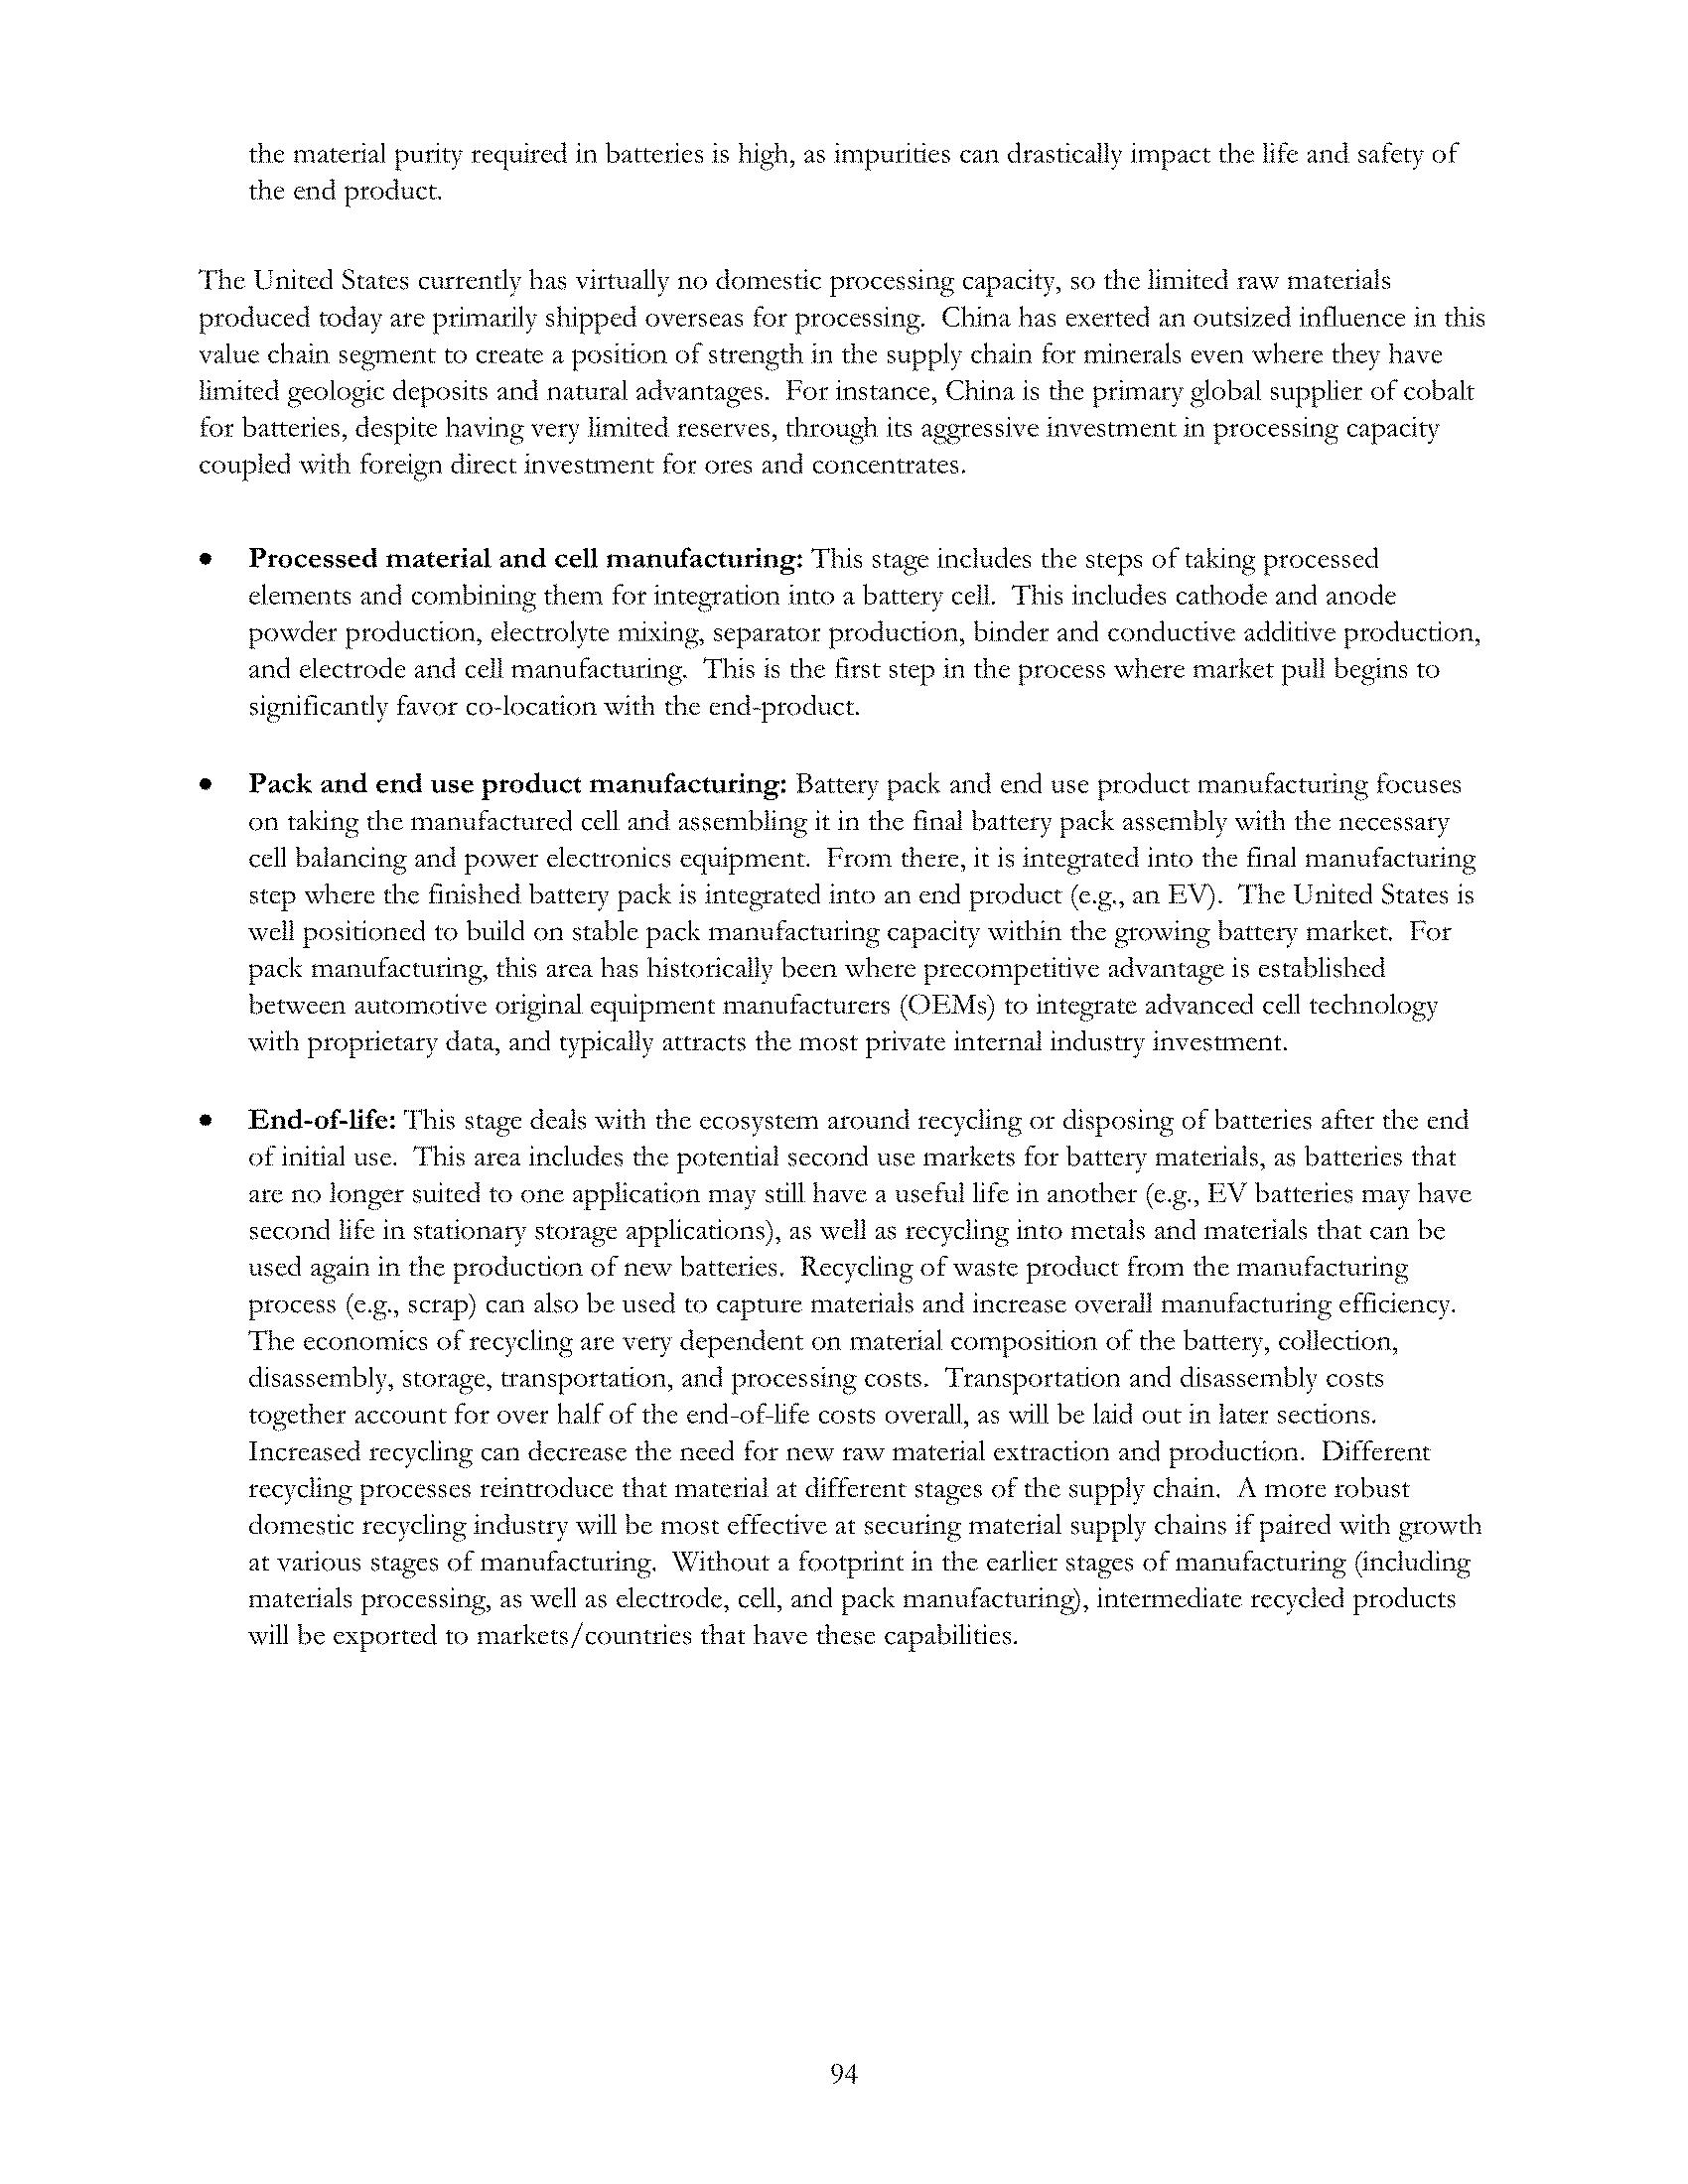 the material purity required in batteries is high, as impurities can drastically impact the life and safety of
the end product.
The United States currently has virtually no domestic processing capacity, so the limited raw materials
produced today are primarily shipped overseas for processing.  China has exerted an outsized influence in this
value chain segment to create a position of strength in the supply chain for minerals even where they have
limited geologic deposits and natural advantages.  For instance, China is the primary global supplier of cobalt
for batteries, despite having very limited reserves, through its aggressive investment in processing capacity
coupled with foreign direct investment for ores and concentrates.
• Processed material and cell manufacturing: This stage includes the steps of taking processed
elements and combining them for integration into a battery cell.  This includes cathode and anode
powder production, electrolyte mixing, separator production, binder and conductive additive production,
and electrode and cell manufacturing.  This is the first step in the process where market pull begins to
significantly favor co-location with the end-product.
• Pack and end use product manufacturing: Battery pack and end use product manufacturing focuses
on taking the manufactured cell and assembling it in the final battery pack assembly with the necessary
cell balancing and power electronics equipment.  From there, it is integrated into the final manufacturing
step where the finished battery pack is integrated into an end product (e.g., an EV).  The United States is
well positioned to build on stable pack manufacturing capacity within the growing battery market.  For
pack manufacturing, this area has historically been where precompetitive advantage is established
between automotive original equipment manufacturers (OEMs) to integrate advanced cell technology
with proprietary data, and typically attracts the most private internal industry investment.
• End-of-life: This stage deals with the ecosystem around recycling or disposing of batteries after the end
of initial use.  This area includes the potential second use markets for battery materials, as batteries that
are no longer suited to one application may still have a useful life in another (e.g., EV batteries may have
second life in stationary storage applications), as well as recycling into metals and materials that can be
used again in the production of new batteries.  Recycling of waste product from the manufacturing
process (e.g., scrap) can also be used to capture materials and increase overall manufacturing efficiency.
The economics of recycling are very dependent on material composition of the battery, collection,
disassembly, storage, transportation, and processing costs.  Transportation and disassembly costs
together account for over half of the end-of-life costs overall, as will be laid out in later sections.
Increased recycling can decrease the need for new raw material extraction and production.  Different
recycling processes reintroduce that material at different stages of the supply chain.  A more robust
domestic recycling industry will be most effective at securing material supply chains if paired with growth
at various stages of manufacturing.  Without a footprint in the earlier stages of manufacturing (including
materials processing, as well as electrode, cell, and pack manufacturing), intermediate recycled products
will be exported to markets/countries that have these capabilities.
94